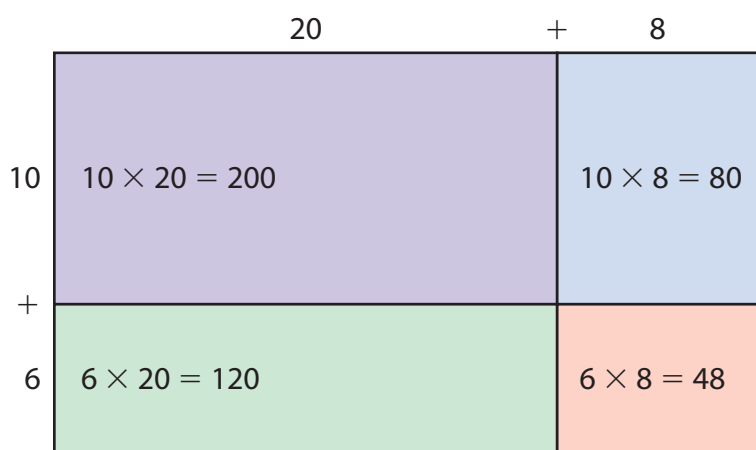 20 + 8
10 10 × 20 = 200 10 × 8 = 80
+
6 6 × 20 = 120 6 × 8 = 48